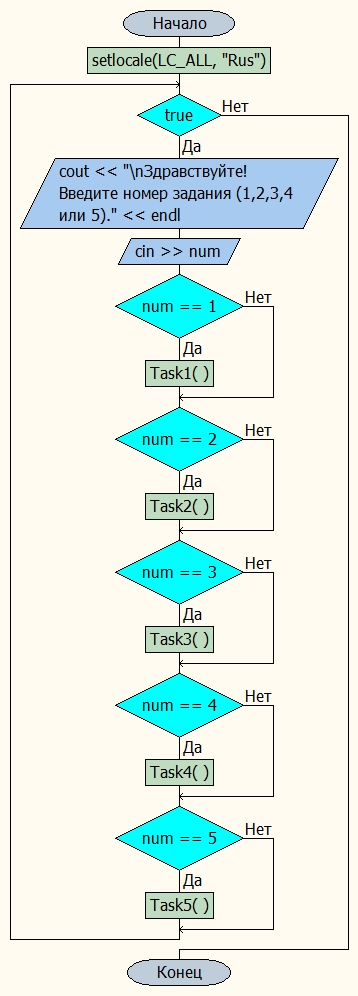 Начало
setlocale(LC_ALL, "Rus")
true
Нет
Да
cout << "\nЗдравствуйте!
Введите номер задания (1,2,3,4
или 5)." << endl
cin >> num
num == 1
Нет
Да
Task1( )
num == 2
Нет
Да
Task2( )
num == 3
Нет
Да
Task3( )
num == 4
Нет
Да
Task4( )
num == 5
Нет
Да
Task5( )
Конец